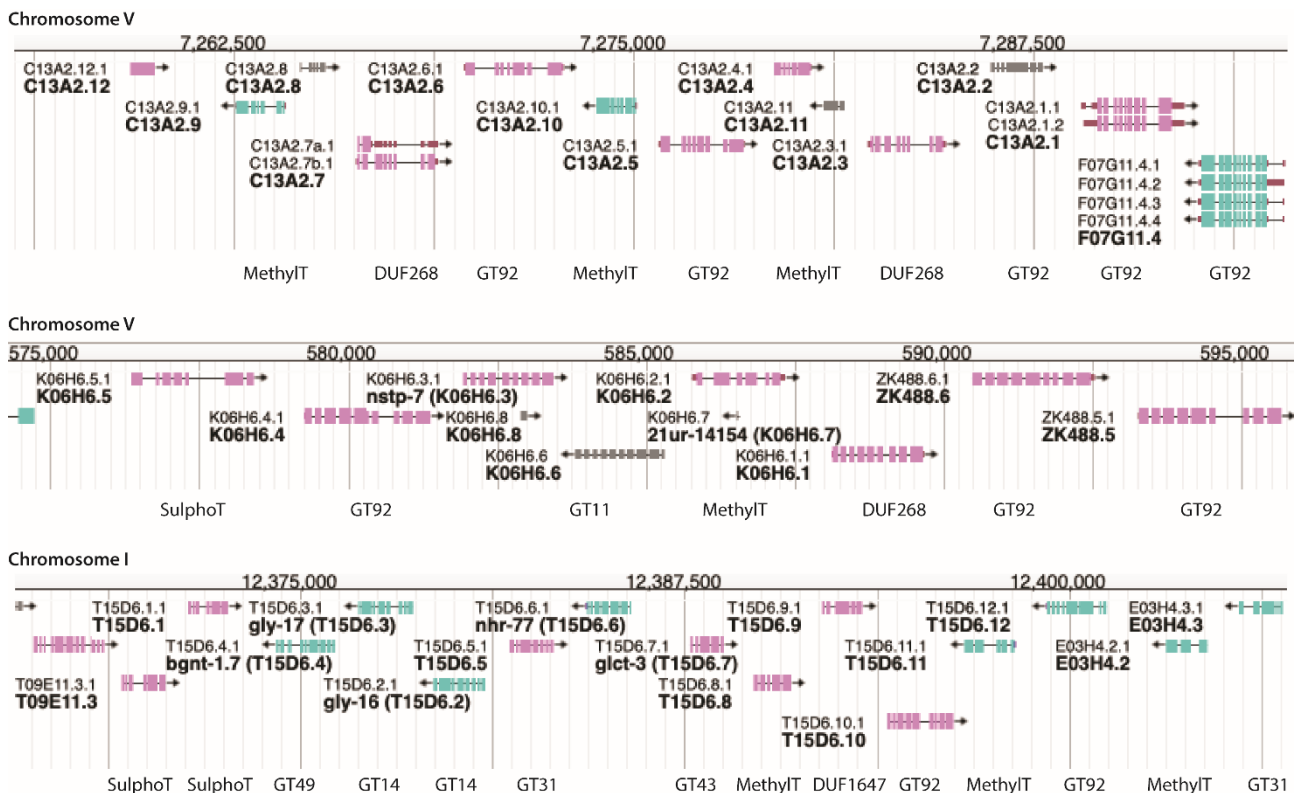 Chromosome V
7,262,500 7,275,000 7,287,500
C13A2.12.1 C13A2.8 C13A2.6.1 C13A2.4.1 C13A2.2
C13A2.12 C13A2.8 C13A2.6 C13A2.4 C13A2.2
C13A2.9.1 C13A2.10.1 C13A2.11 C13A2.1.1
C13A2.9 C13A2.10 C13A2.11 C13A2.1.2
C13A2.7a.1 C13A2.5.1 C13A2.3.1 C13A2.1
C13A2.7b.1 C13A2.5 C13A2.3 F07G11.4.1
C13A2.7 F07G11.4.2
F07G11.4.3
F07G11.4.4
F07G11.4
MethylT DUF268 GT92 MethylT GT92 MethylT DUF268 GT92 GT92 GT92
Chromosome V
575,000 580,000 585,000 590,000 595,000
K06H6.5.1 K06H6.3.1 K06H6.2.1 ZK488.6.1
K06H6.5 nstp-7 (K06H6.3) K06H6.2 ZK488.6
K06H6.4.1 K06H6.8 K06H6.7 ZK488.5.1
K06H6.4 K06H6.8 21ur-14154 (K06H6.7) ZK488.5
K06H6.6 K06H6.1.1
K06H6.6 K06H6.1
SulphoT GT92 GT11 MethylT DUF268 GT92 GT92
Chromosome I
12,375,000 12,387,500 12,400,000
T15D6.1.1 T15D6.3.1 T15D6.6.1 T15D6.9.1 T15D6.12.1 E03H4.3.1
T15D6.1 gly-17 (T15D6.3) nhr-77 (T15D6.6) T15D6.9 T15D6.12 E03H4.3
T15D6.4.1 T15D6.5.1 T15D6.7.1 T15D6.11.1 E03H4.2.1
bgnt-1.7 (T15D6.4) T15D6.5 glct-3 (T15D6.7) T15D6.11 E03H4.2
T09E11.3.1 T15D6.2.1 T15D6.8.1
T09E11.3 gly-16 (T15D6.2) T15D6.8
T15D6.10.1
T15D6.10
SulphoT SulphoT GT49 GT14 GT14 GT31 GT43 MethylT DUF1647 GT92 MethylT GT92 MethylT GT31